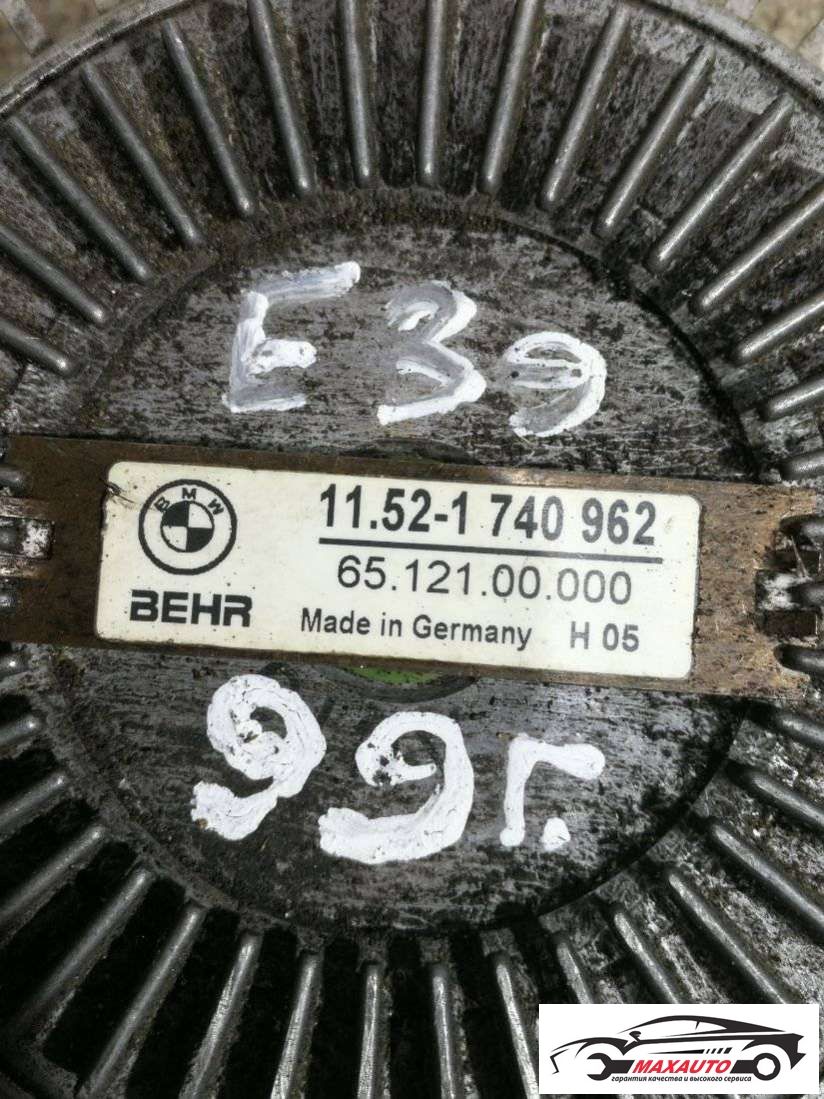 E39
BMW
11.52-1 740 962
65.121.00.000
BEHR
Made in Germany H 05
99г.
MAXAUTO
гарантия качества и высокого сервиса